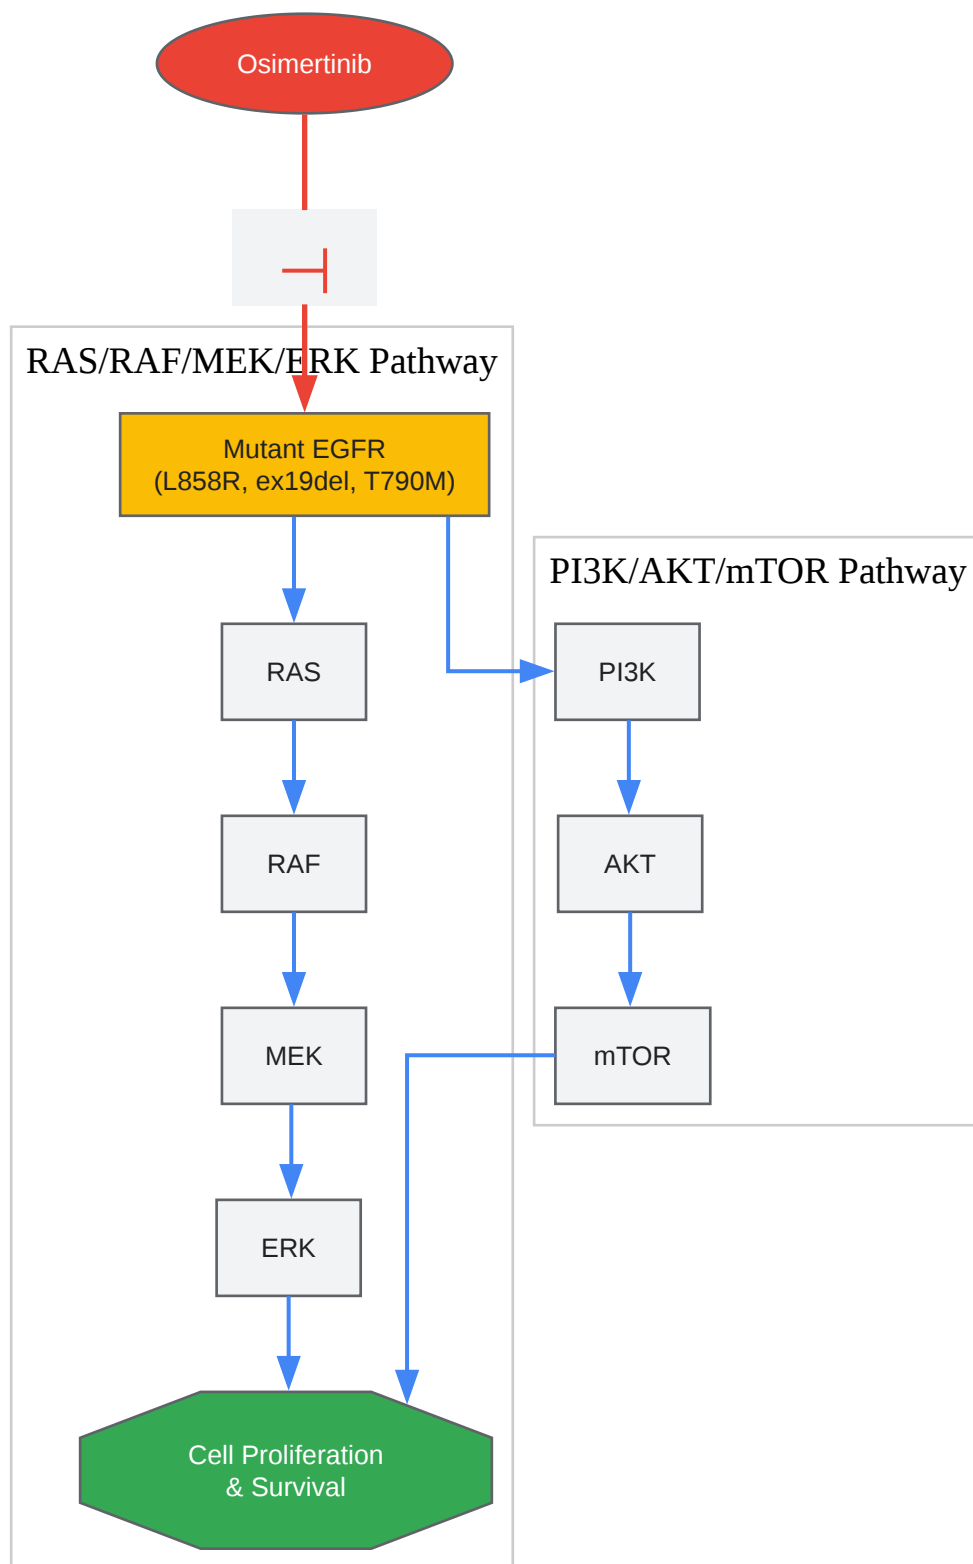 Osimertinib
RAS/RAF/MEK/ERK Pathway
Mutant EGFR
(L858R, ex19del, T790M)
PI3K/AKT/mTOR Pathway
RAS
PI3K
RAF
AKT
MEK
mTOR
ERK
Cell Proliferation
& Survival